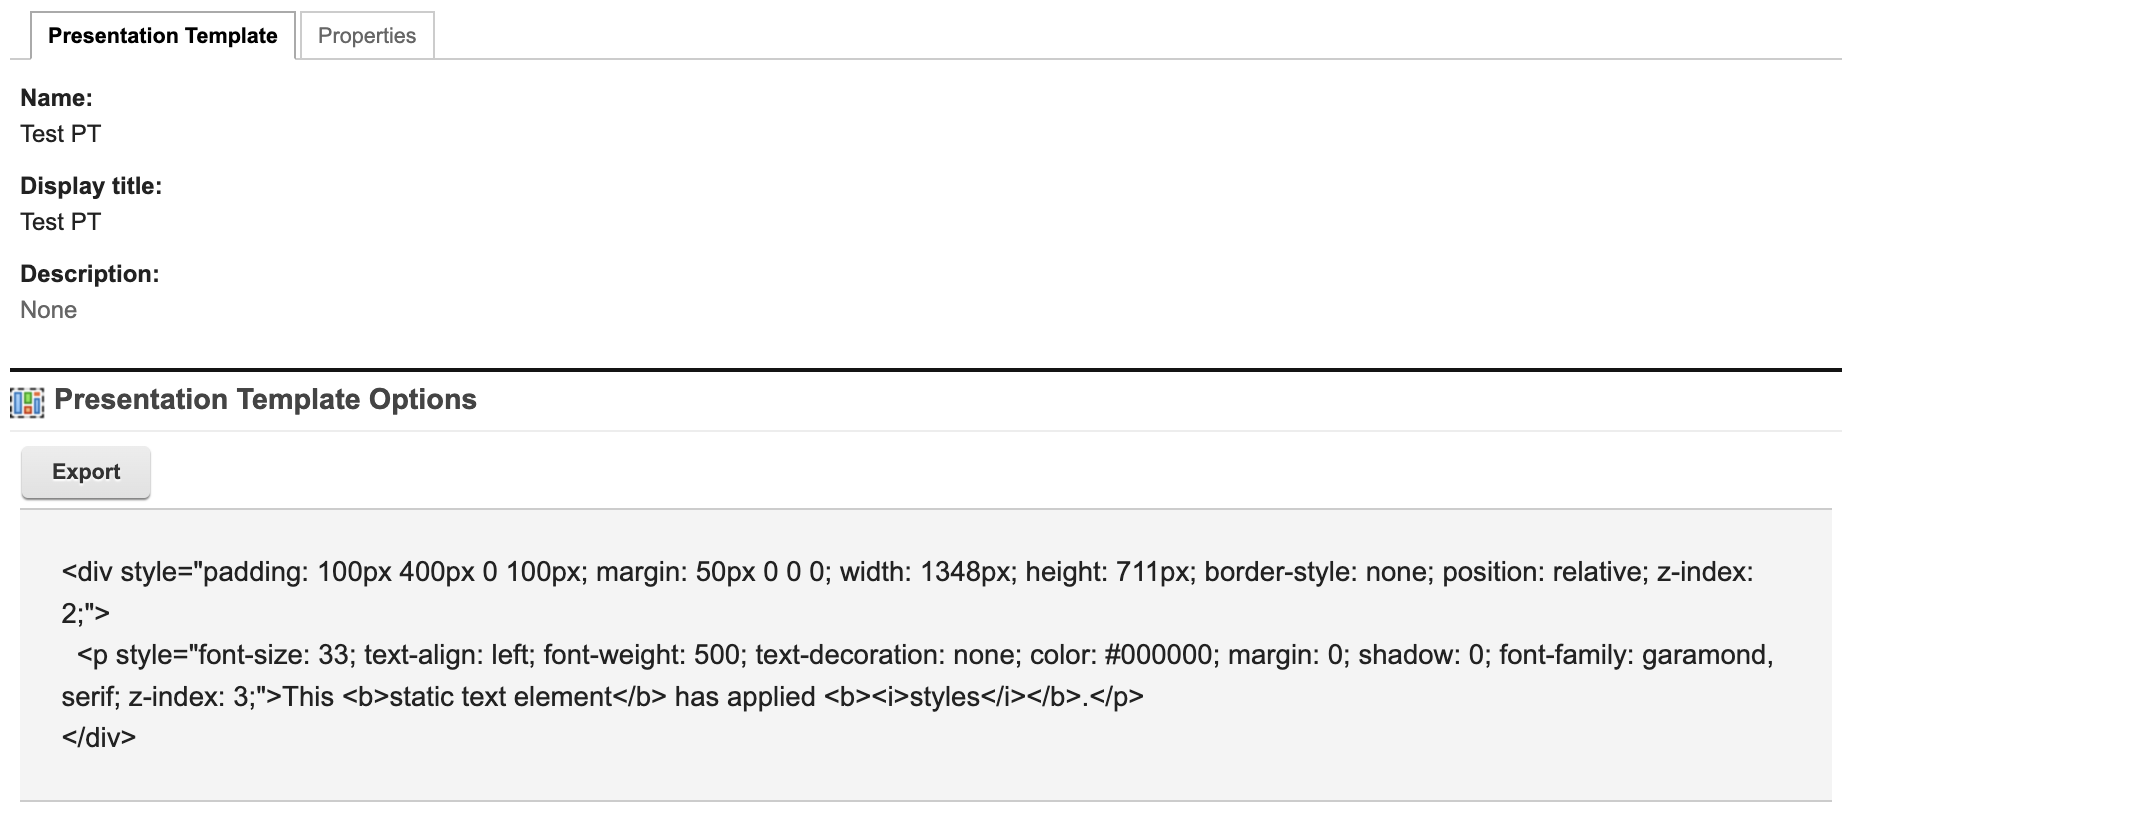 Presentation Template Properties
Name:
Test PT
Display title:
Test PT
Description:
None
Presentation Template Options
Export
<div style="padding: 100px 400px 0 100px; margin: 50px 0 0 0; width: 1348px; height: 711px; border-style: none; position: relative; z-index:
2;">
<p style="font-size: 33; text-align: left; font-weight: 500; text-decoration: none; color: #000000; margin: 0; shadow: 0; font-family: garamond,
serif; z-index: 3;">This <b>static text element</b> has applied <b><i>styles</i></b>.</p>
</div>